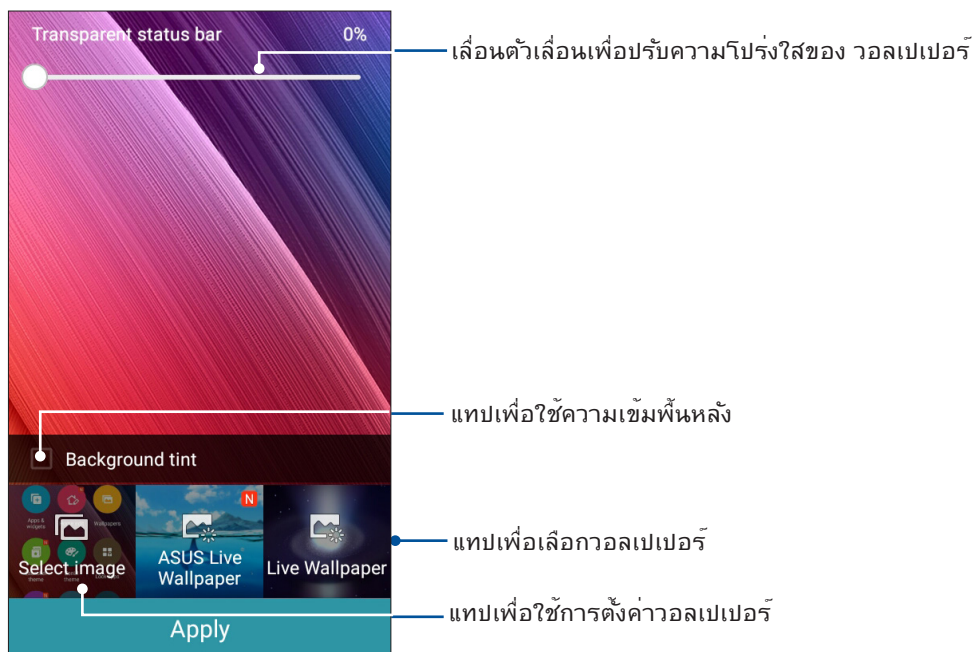 Transparent status bar 0%
เลื่อนตัวเลื่อนเพื่อปรับความโปร่งใสของ วอลเปเปอร์
แทปเพื่อใช้ความเข้มพื้นหลัง
Background tint
N
Apps &
widgets
Wallpapers
แทปเพื่อเลือกวอลเปเปอร์
Select image
ASUS Live
Wallpaper
Live Wallpaper
theme
theme
แทปเพื่อใช้การตั้งค่าวอลเปเปอร์
Apply